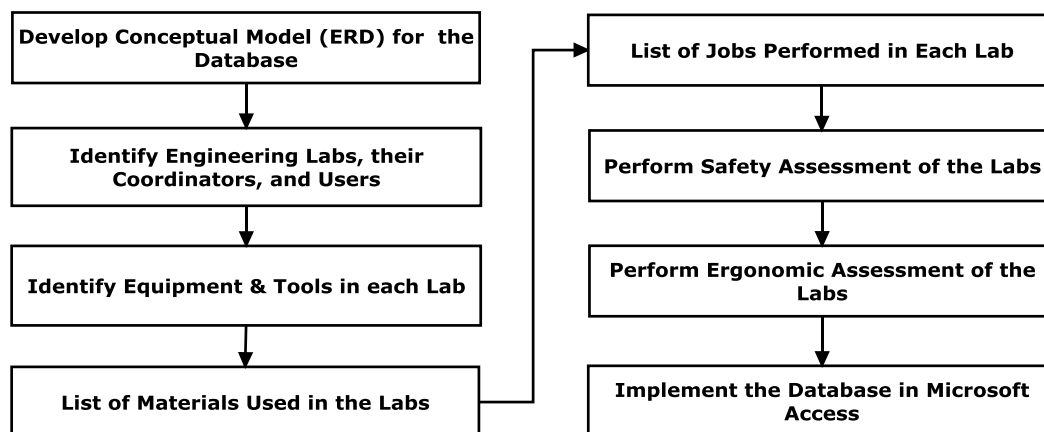 Develop Conceptual Model (ERD) for the
Database
Identify Engineering Labs, their
Coordinators, and Users
Identify Equipment & Tools in each Lab
List of Materials Used in the Labs
List of Jobs Performed in Each Lab
Perform Safety Assessment of the Labs
Perform Ergonomic Assessment of the
Labs
Implement the Database in Microsoft
Access